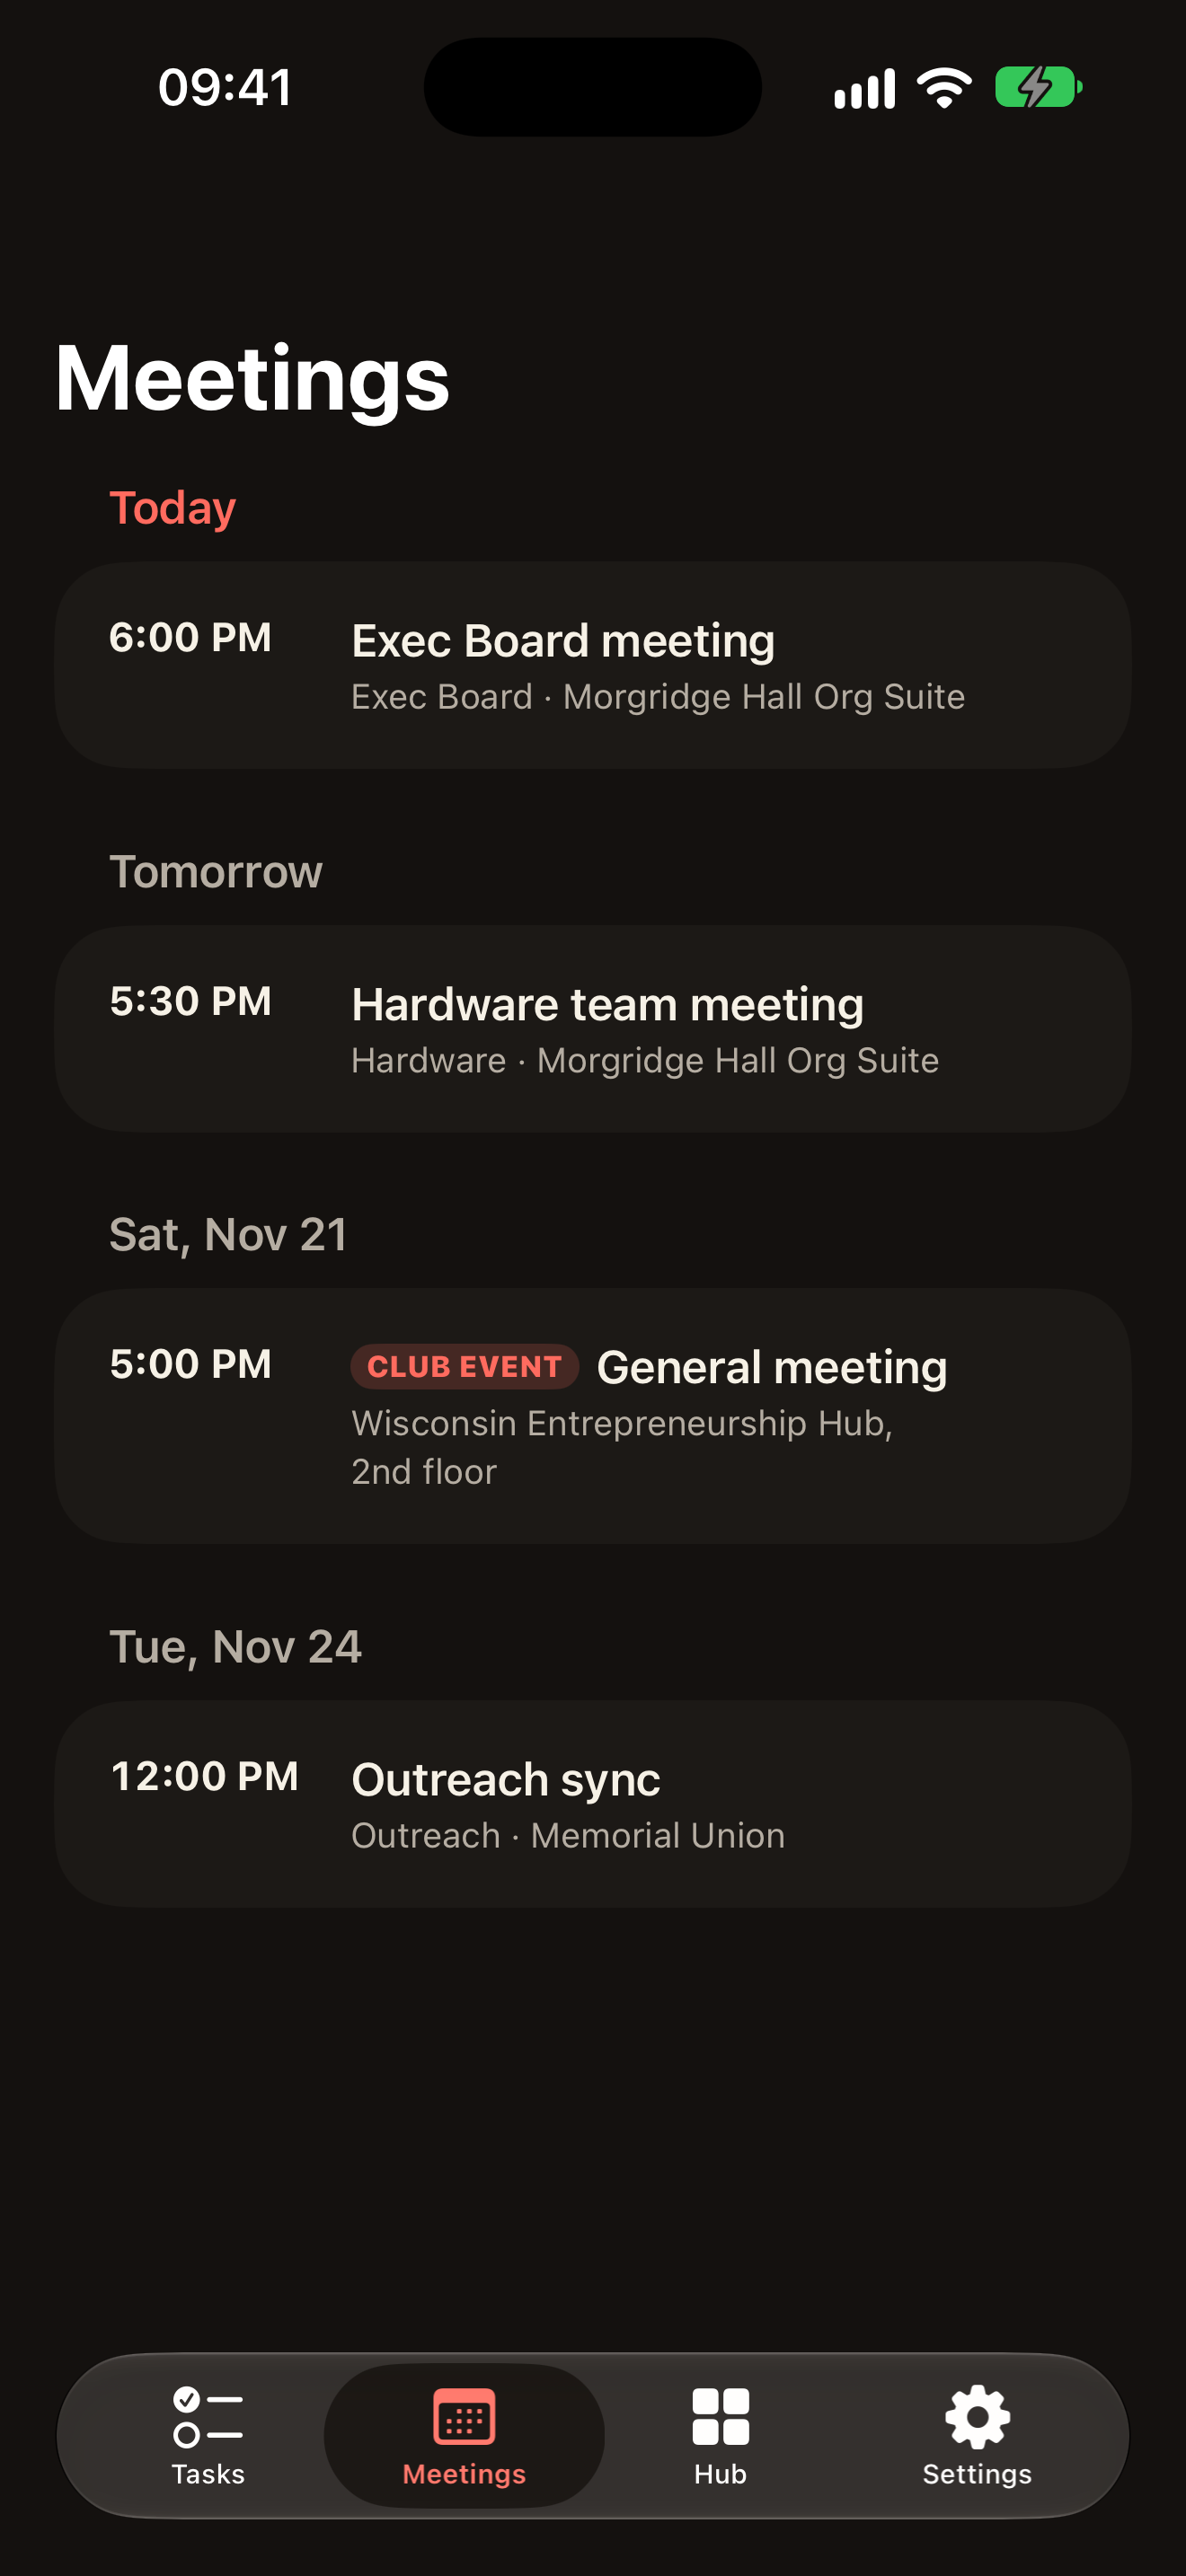 09:41
Meetings
Today
6:00 PM
Exec Board meeting
Exec Board · Morgridge Hall Org Suite
Tomorrow
5:30 PM
Hardware team meeting
Hardware · Morgridge Hall Org Suite
Sat, Nov 21
5:00 PM
CLUB EVENT General meeting
Wisconsin Entrepreneurship Hub,
2nd floor
Tue, Nov 24
12:00 PM
Outreach sync
Outreach · Memorial Union
Tasks
Meetings
Hub
Settings